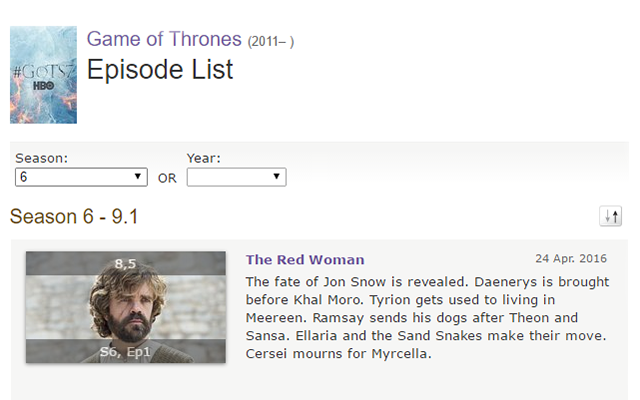 #GOTS7
HBO
Game of Thrones (2011– )
Episode List
Season:
Year:
6
OR
Season 6 - 9.1
8,5
S6, Ep1
The Red Woman
24 Apr. 2016
The fate of Jon Snow is revealed. Daenerys is brought
before Khal Moro. Tyrion gets used to living in
Meereen. Ramsay sends his dogs after Theon and
Sansa. Ellaria and the Sand Snakes make their move.
Cersei mourns for Myrcella.